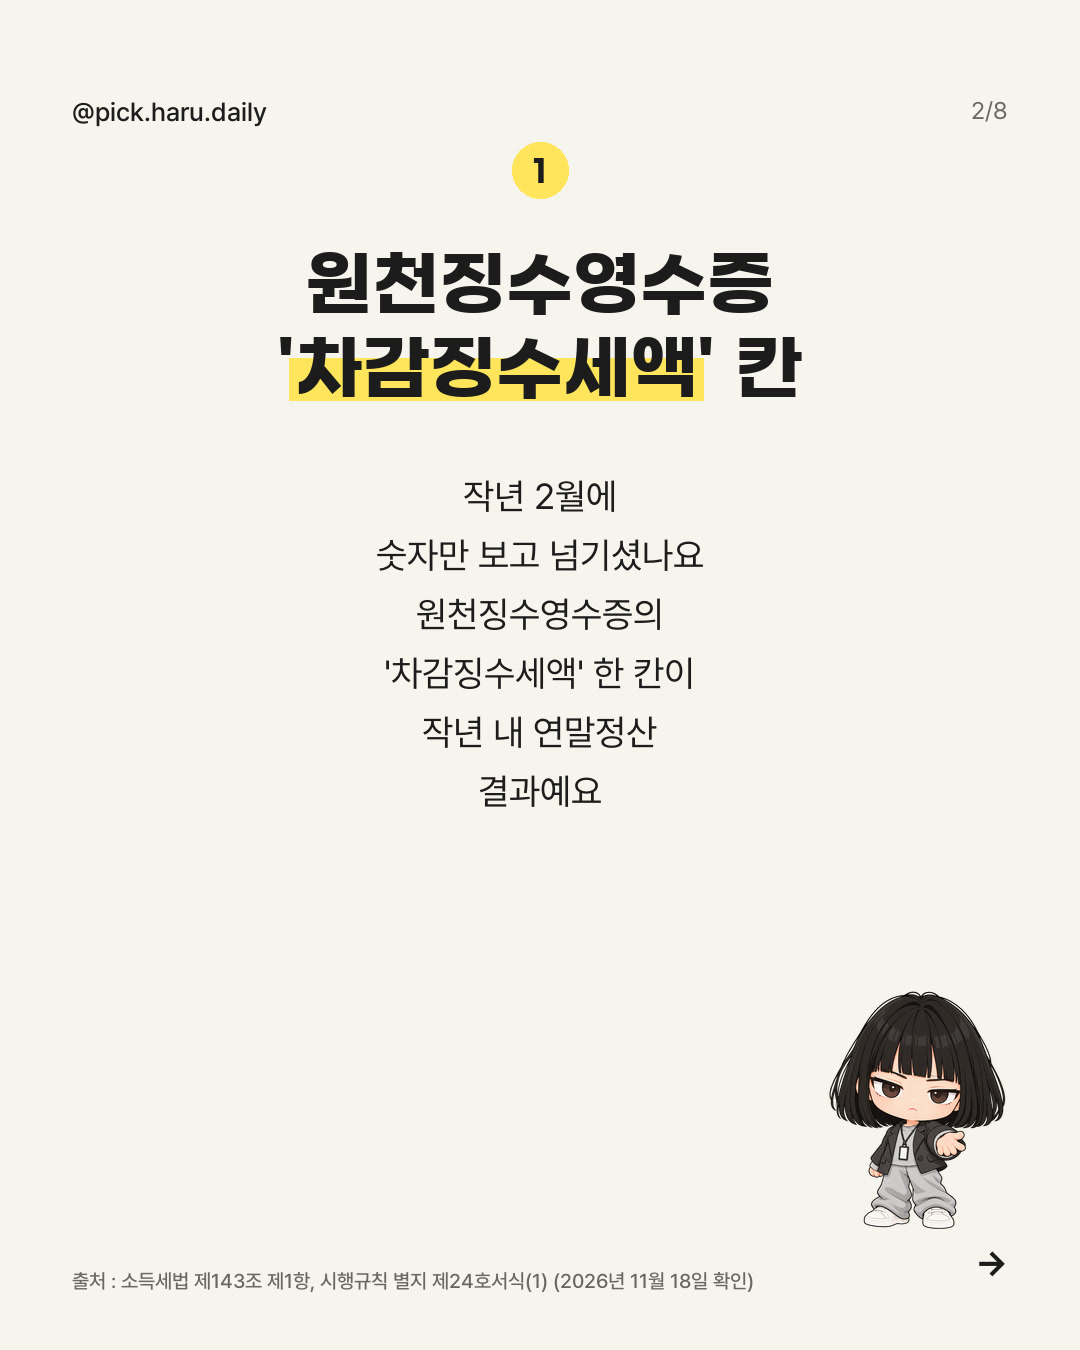 @pick.haru.daily
2/8
1
원천징수영수증
'차감징수세액' 칸
작년 2월에
숫자만 보고 넘기셨나요
원천징수영수증의
'차감징수세액' 한 칸이
작년 내 연말정산
결과예요
출처 : 소득세법 제143조 제1항, 시행규칙 별지 제24호서식(1) (2026년 11월 18일 확인)
→